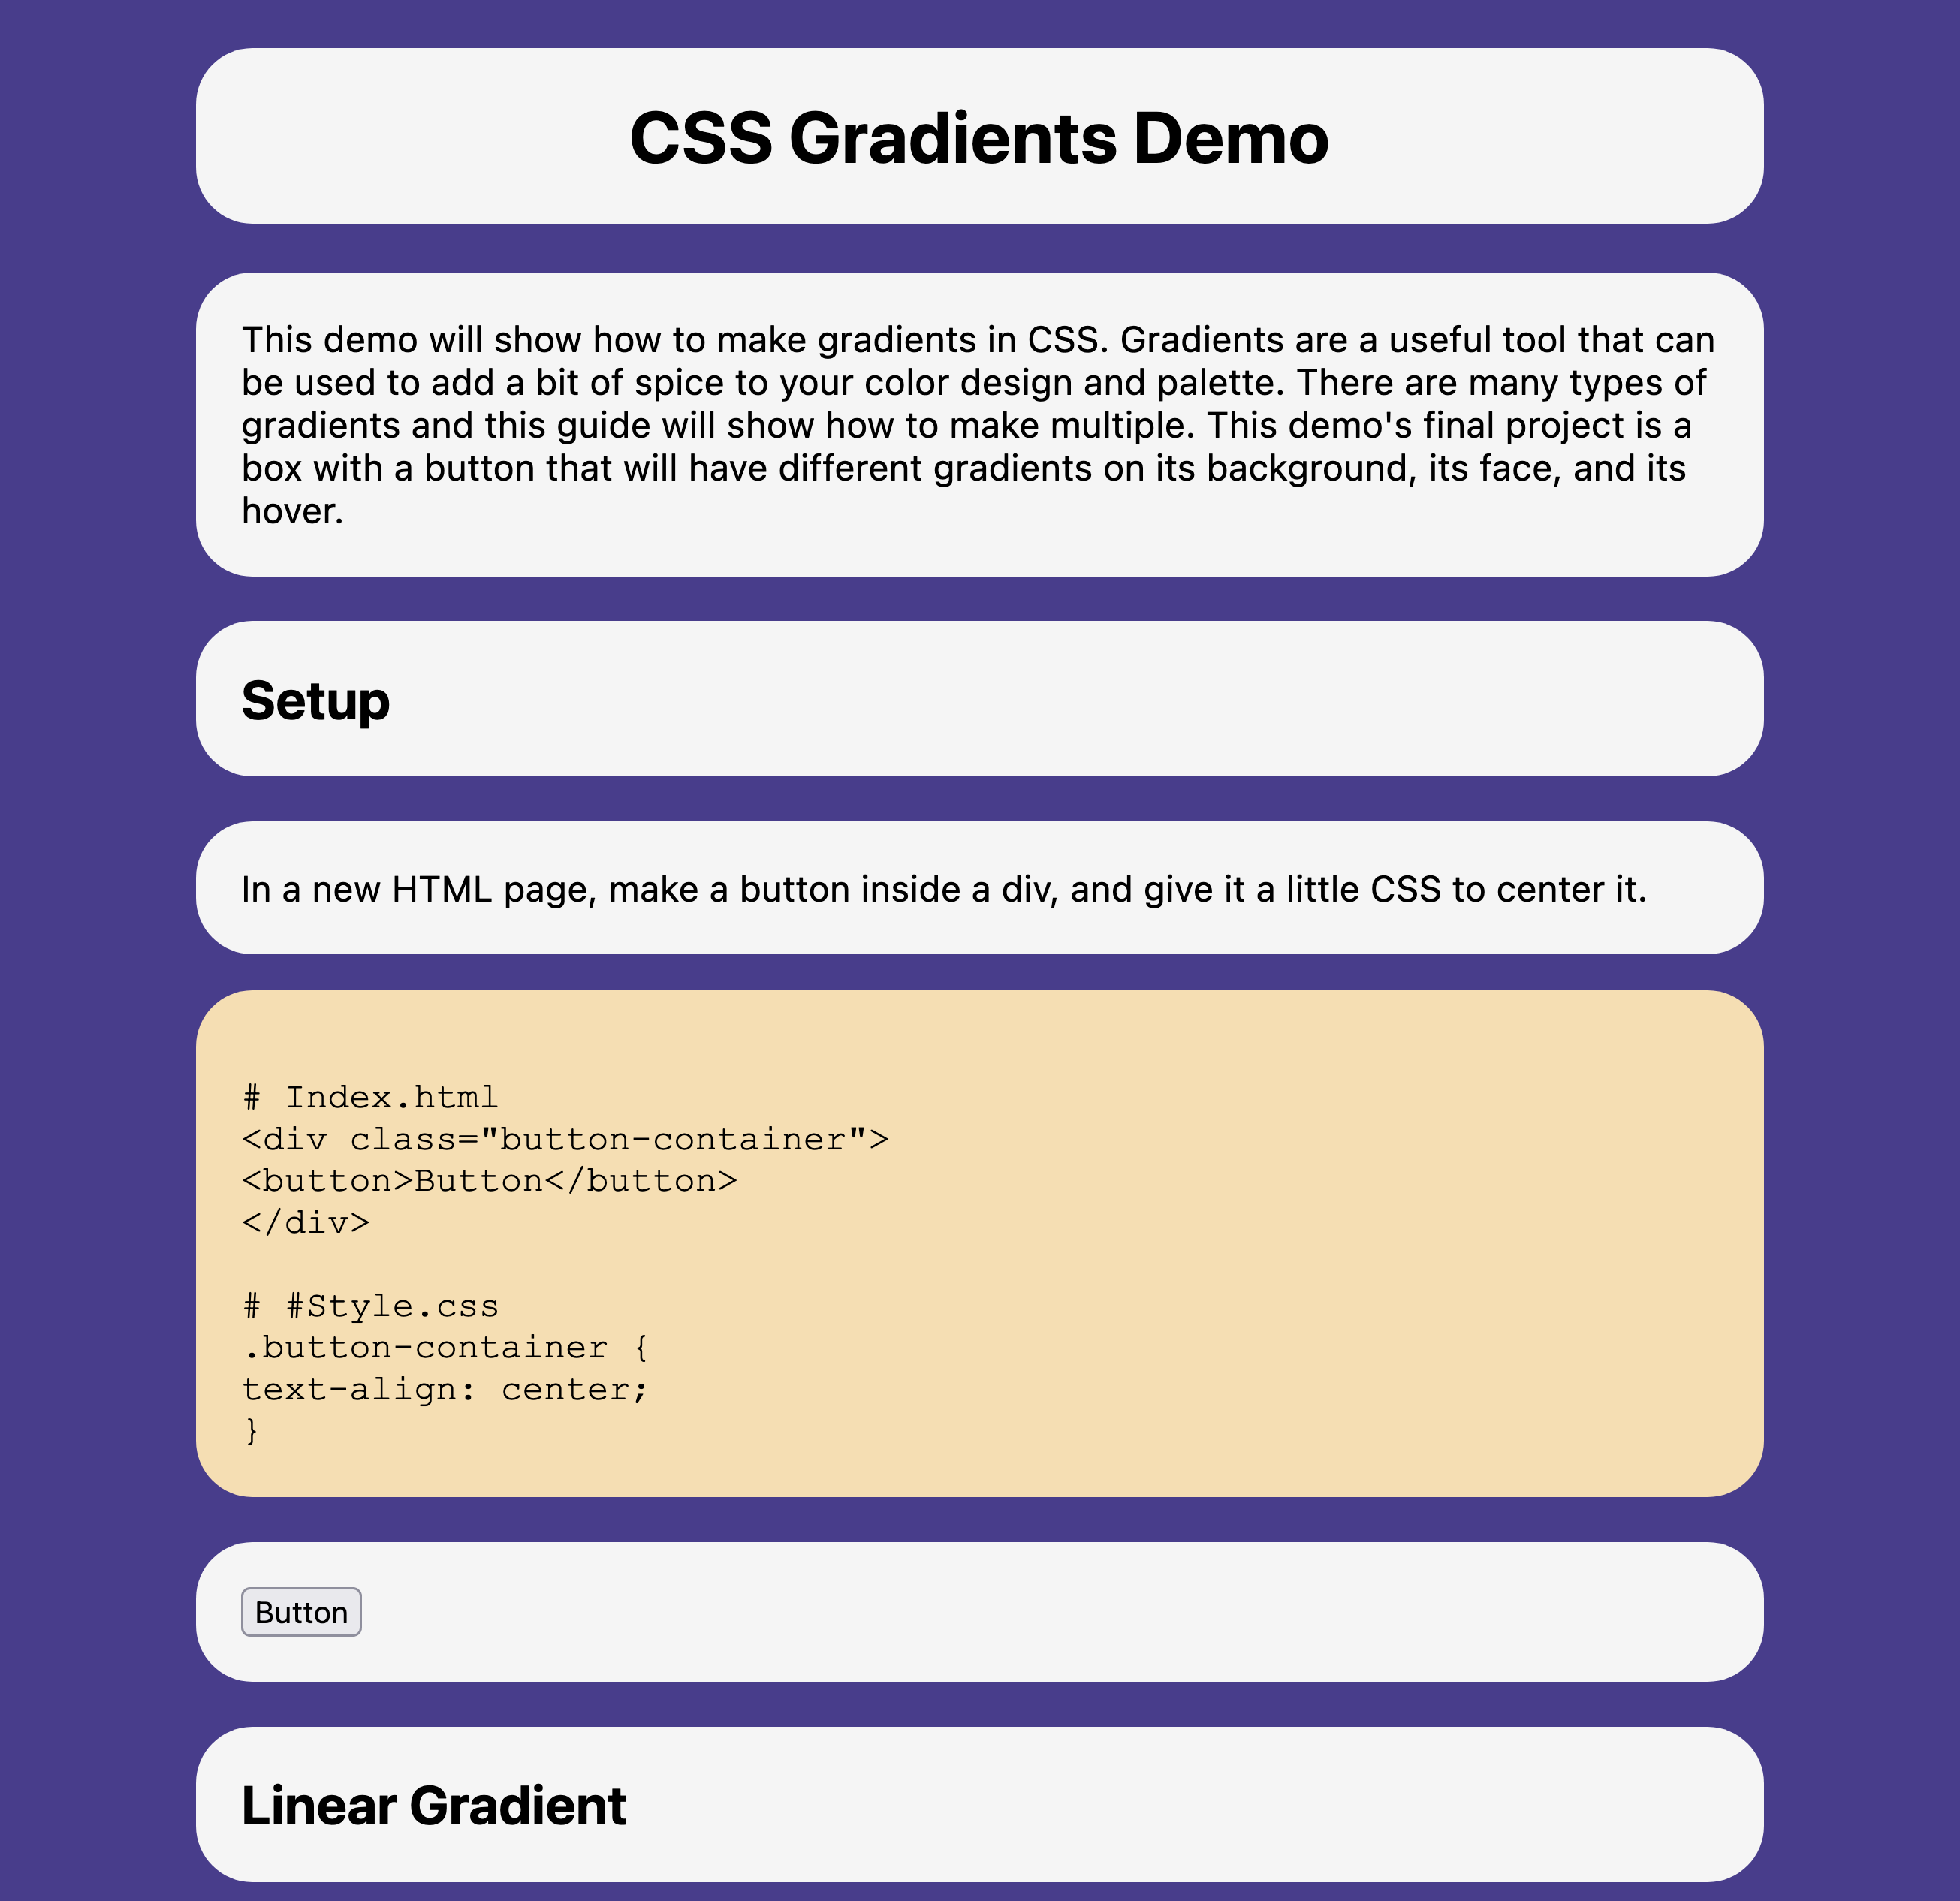 CSS Gradients Demo
This demo will show how to make gradients in CSS. Gradients are a useful tool that can
be used to add a bit of spice to your color design and palette. There are many types of
gradients and this guide will show how to make multiple. This demo's final project is a
box with a button that will have different gradients on its background, its face, and its
hover.
Setup
In a new HTML page, make a button inside a div, and give it a little CSS to center it.
# Index.html
<div class="button-container">
<button>Button</button>
</div>
# #Style.css
.button-container {
text-align: center;
}
Button
Linear Gradient